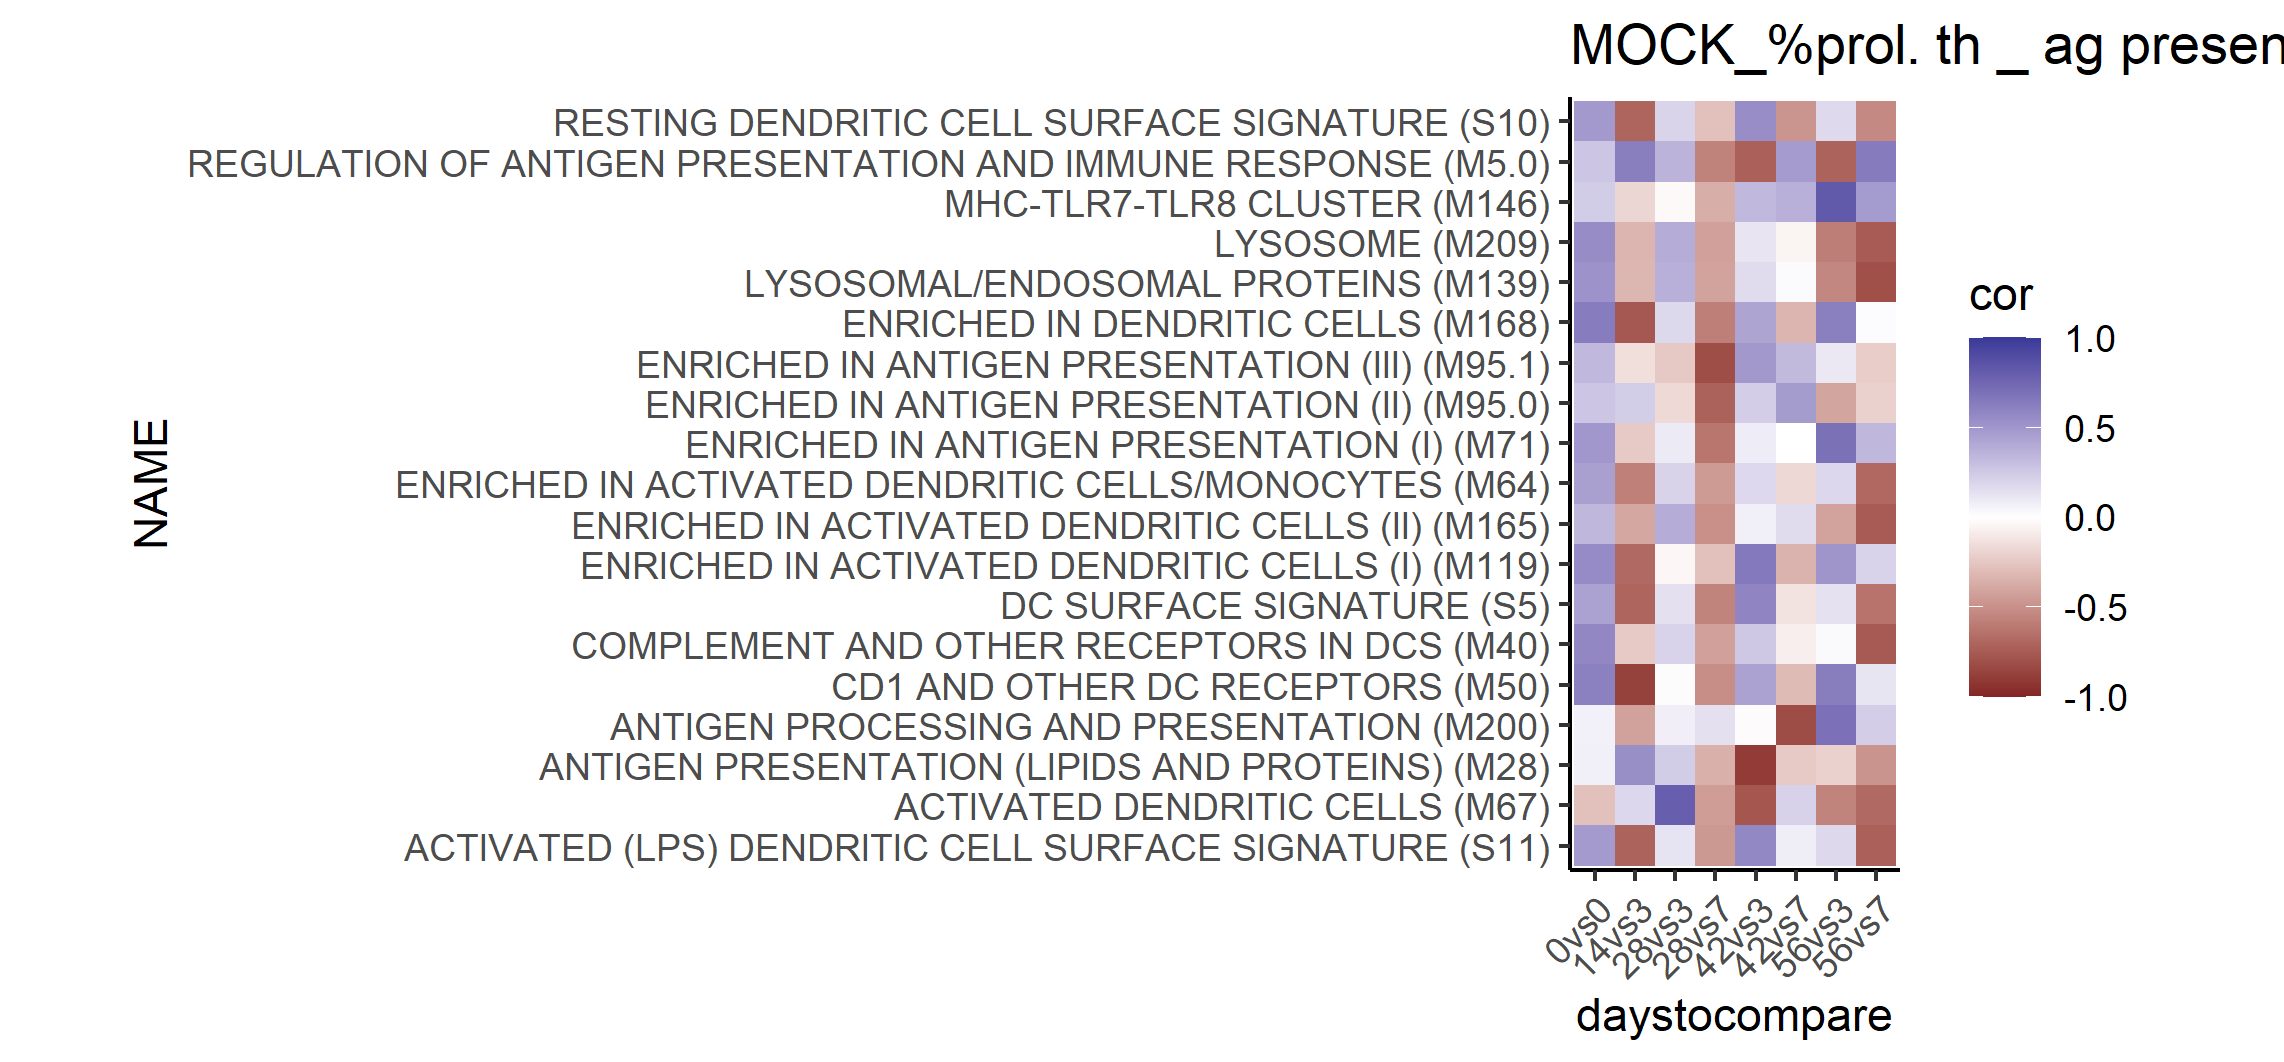 MOCK_%prol. th _ ag presen
NAME
RESTING DENDRITIC CELL SURFACE SIGNATURE (S10)
REGULATION OF ANTIGEN PRESENTATION AND IMMUNE RESPONSE (M5.0)
MHC-TLR7-TLR8 CLUSTER (M146)
LYSOSOME (M209)
LYSOSOMAL/ENDOSOMAL PROTEINS (M139)
ENRICHED IN DENDRITIC CELLS (M168)
ENRICHED IN ANTIGEN PRESENTATION (III) (M95.1)
ENRICHED IN ANTIGEN PRESENTATION (II) (M95.0)
ENRICHED IN ANTIGEN PRESENTATION (I) (M71)
ENRICHED IN ACTIVATED DENDRITIC CELLS/MONOCYTES (M64)
ENRICHED IN ACTIVATED DENDRITIC CELLS (II) (M165)
ENRICHED IN ACTIVATED DENDRITIC CELLS (I) (M119)
DC SURFACE SIGNATURE (S5)
COMPLEMENT AND OTHER RECEPTORS IN DCS (M40)
CD1 AND OTHER DC RECEPTORS (M50)
ANTIGEN PROCESSING AND PRESENTATION (M200)
ANTIGEN PRESENTATION (LIPIDS AND PROTEINS) (M28)
ACTIVATED DENDRITIC CELLS (M67)
ACTIVATED (LPS) DENDRITIC CELL SURFACE SIGNATURE (S11)
0vs0
14vs3
28vs3
28vs7
42vs3
42vs7
56vs3
56vs7
daystocompare
cor
1.0
0.5
0.0
-0.5
-1.0